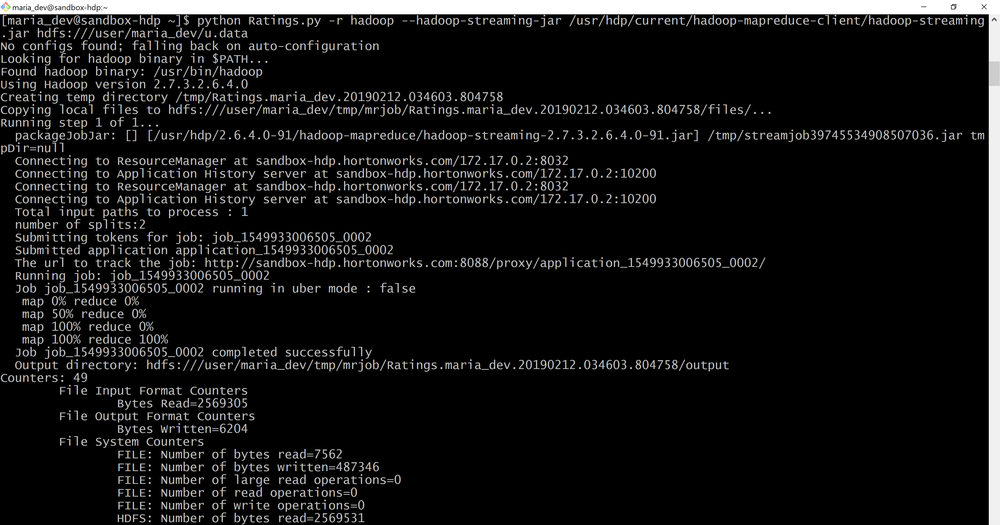 maria_dev@sandbox-hdp:~
[maria_dev@sandbox-hdp ~]$ python Ratings.py -r hadoop --hadoop-streaming-jar /usr/hdp/current/hadoop-mapreduce-client/hadoop-streaming
.jar hdfs:///user/maria_dev/u.data
No configs found; falling back on auto-configuration
Looking for hadoop binary in $PATH...
Found hadoop binary: /usr/bin/hadoop
Using Hadoop version 2.7.3.2.6.4.0
Creating temp directory /tmp/Ratings.maria_dev.20190212.034603.804758
Copying local files to hdfs:///user/maria_dev/tmp/mrjob/Ratings.maria_dev.20190212.034603.804758/files/...
Running step 1 of 1...
  packageJobJar: [] [/usr/hdp/2.6.4.0-91/hadoop-mapreduce/hadoop-streaming-2.7.3.2.6.4.0-91.jar] /tmp/streamjob39745534908507036.jar tm
pDir=null
  Connecting to ResourceManager at sandbox-hdp.hortonworks.com/172.17.0.2:8032
  Connecting to Application History server at sandbox-hdp.hortonworks.com/172.17.0.2:10200
  Connecting to ResourceManager at sandbox-hdp.hortonworks.com/172.17.0.2:8032
  Connecting to Application History server at sandbox-hdp.hortonworks.com/172.17.0.2:10200
  Total input paths to process : 1
  number of splits:2
  Submitting tokens for job: job_1549933006505_0002
  Submitted application application_1549933006505_0002
  The url to track the job: http://sandbox-hdp.hortonworks.com:8088/proxy/application_1549933006505_0002/
  Running job: job_1549933006505_0002
  Job job_1549933006505_0002 running in uber mode : false
   map 0% reduce 0%
   map 50% reduce 0%
   map 100% reduce 0%
   map 100% reduce 100%
  Job job_1549933006505_0002 completed successfully
  Output directory: hdfs:///user/maria_dev/tmp/mrjob/Ratings.maria_dev.20190212.034603.804758/output
Counters: 49
        File Input Format Counters
                Bytes Read=2569305
        File Output Format Counters
                Bytes Written=6204
        File System Counters
                FILE: Number of bytes read=7562
                FILE: Number of bytes written=487346
                FILE: Number of large read operations=0
                FILE: Number of read operations=0
                FILE: Number of write operations=0
                HDFS: Number of bytes read=2569531